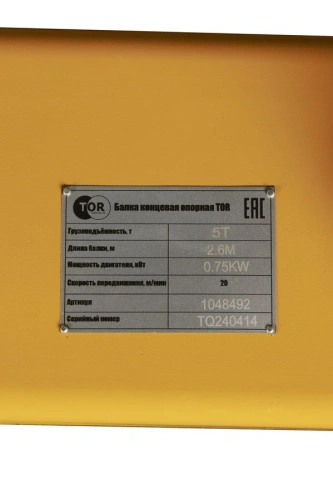 TOR Балка концевая опорная TOR EAC
Грузоподъёмность, т 5T
Длина балки, м 2.6M
Мощность двигателя, кВт 0.75KW
Скорость передвижения, м/мин 20
Артикул 1048492
Серийный номер TQ240414